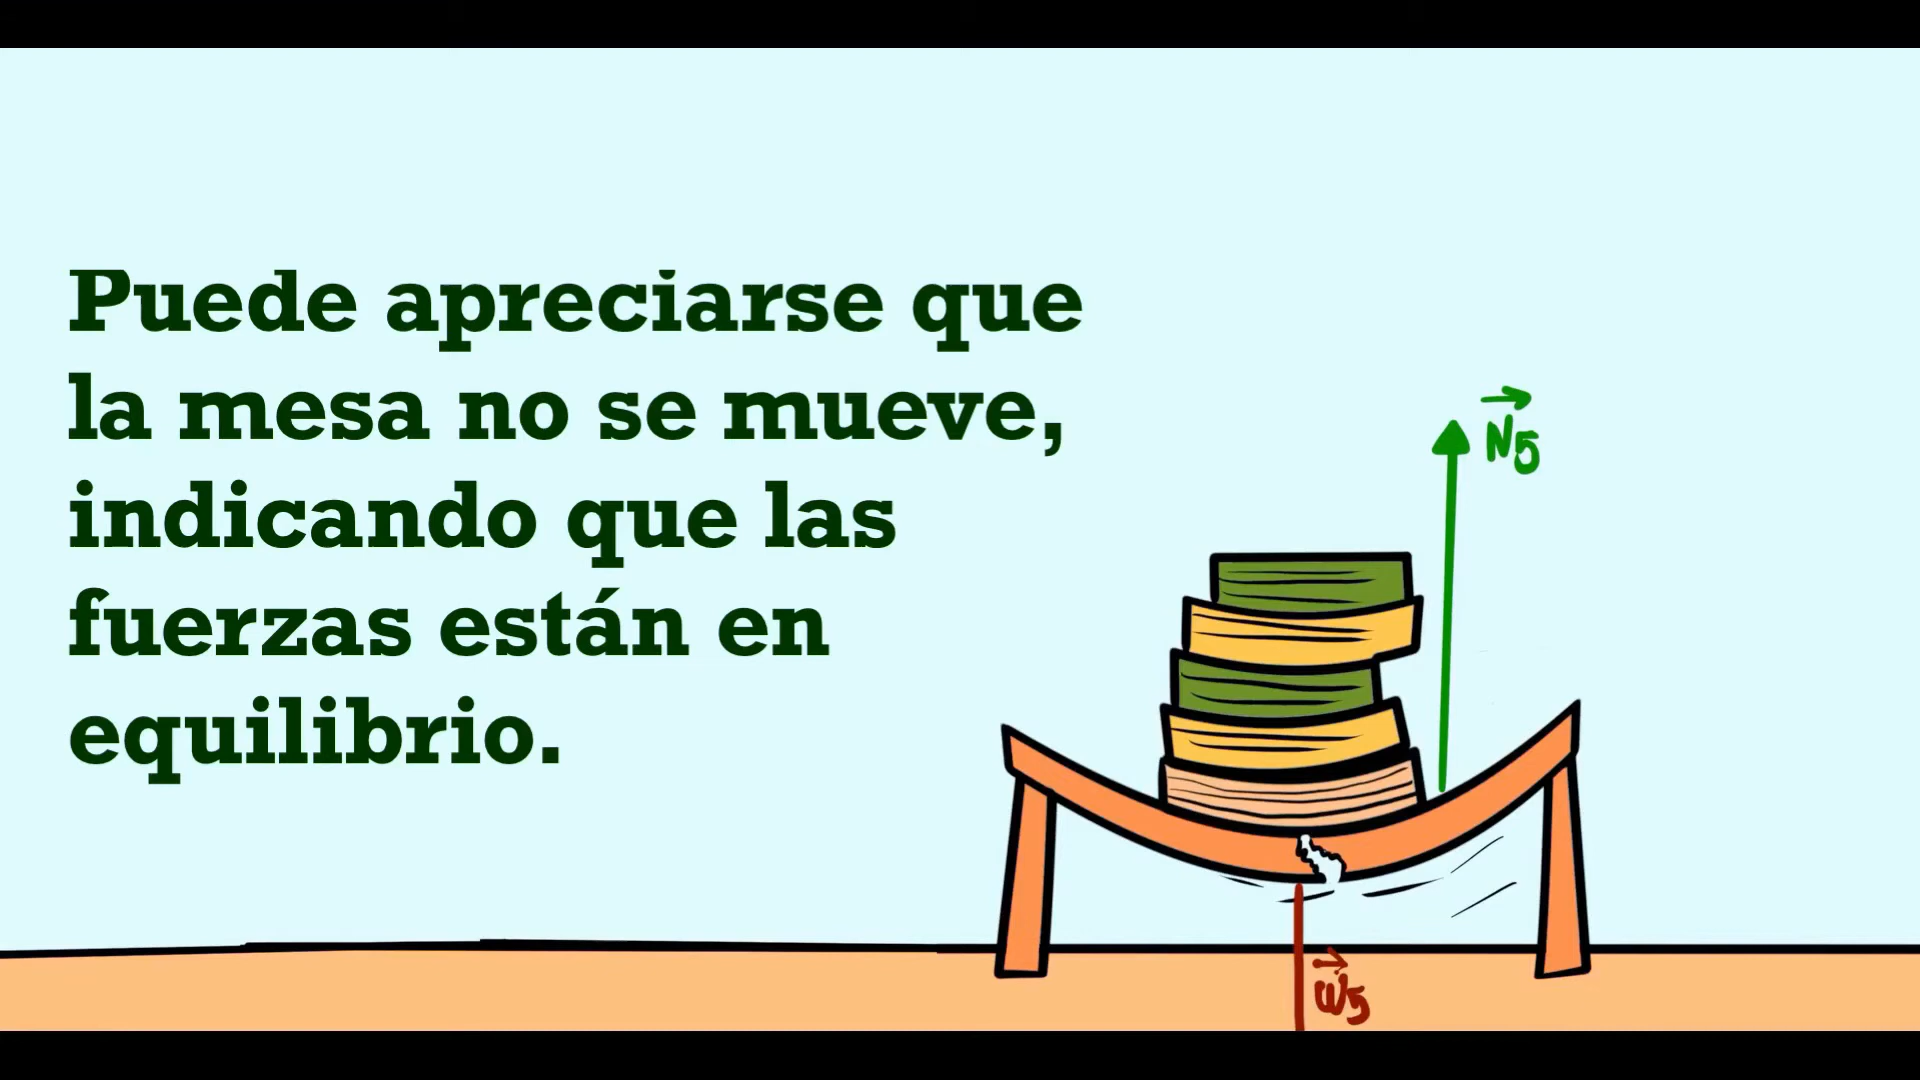 Puede apreciarse que
la mesa no se mueve,
indicando que las
fuerzas están en
equilibrio.
N5
W5